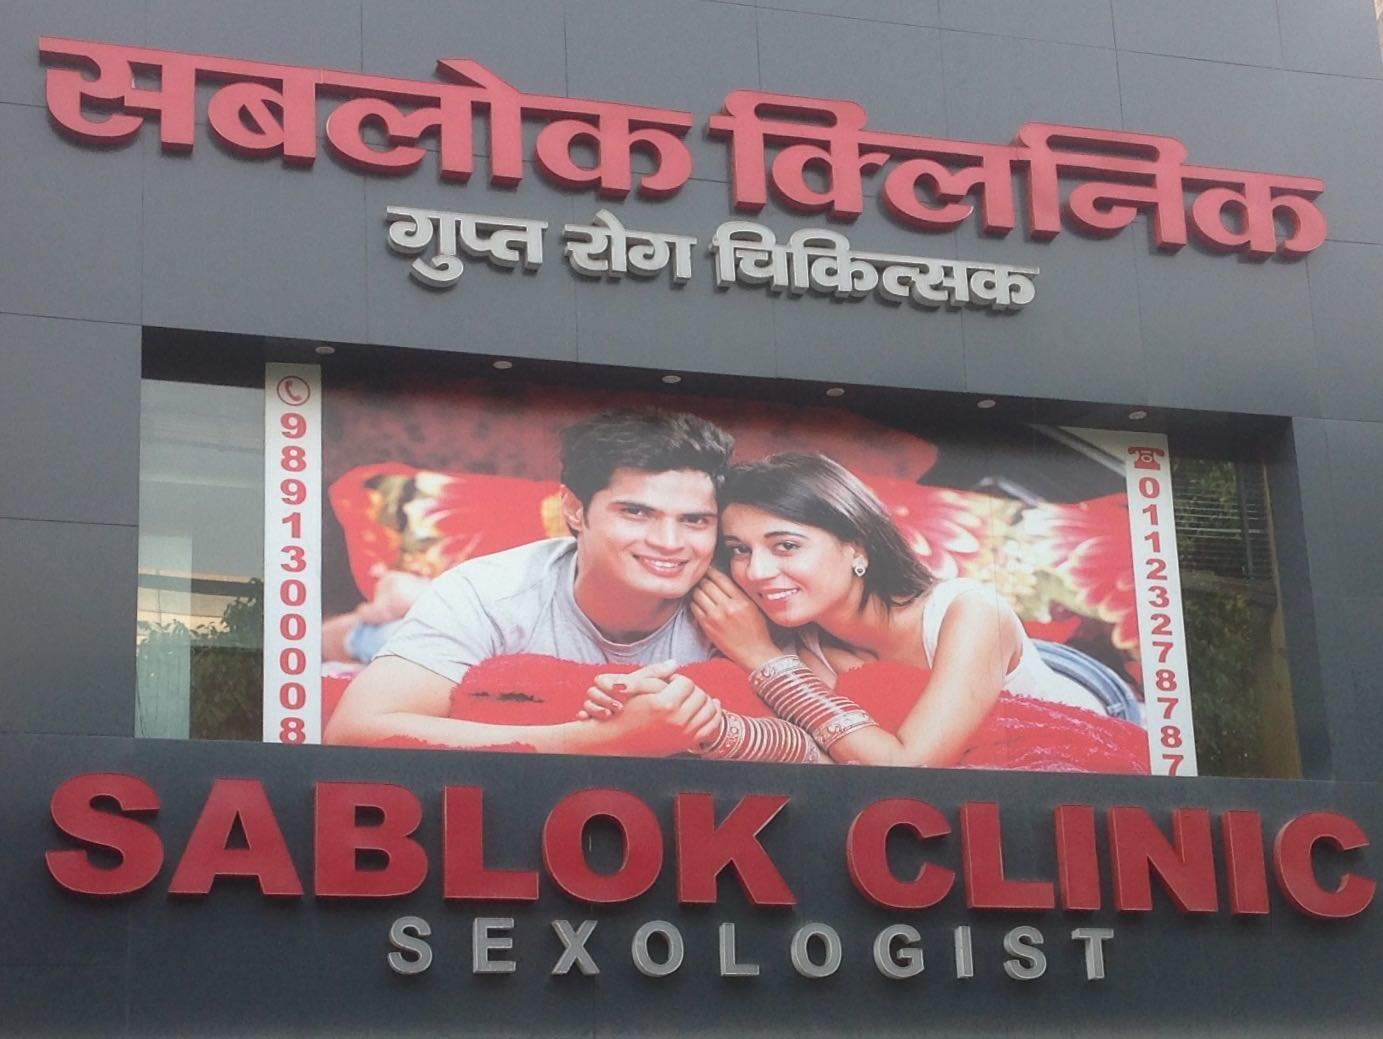 सबलोक क्लिनिक
गुप्त रोग चिकित्सक
9891300008
01123278787
SABLOK CLINIC
SEXOLOGIST